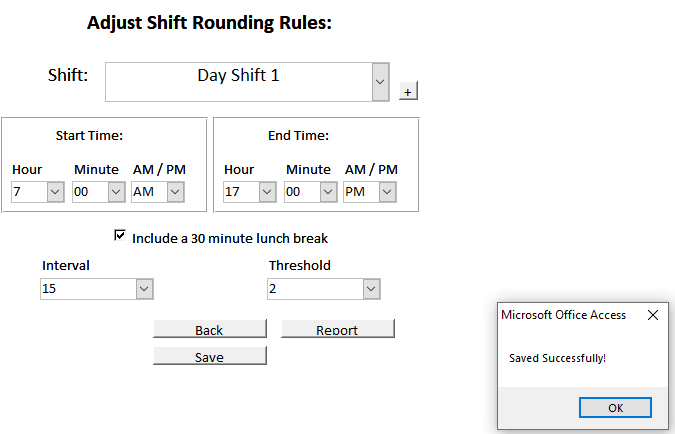 Adjust Shift Rounding Rules:
Shift: Day Shift 1
+
Start Time:
Hour Minute AM / PM
7 00 AM
End Time:
Hour Minute AM / PM
17 00 PM
Include a 30 minute lunch break
Interval Threshold
15 2
Back Report
Save
Microsoft Office Access
Saved Successfully!
OK